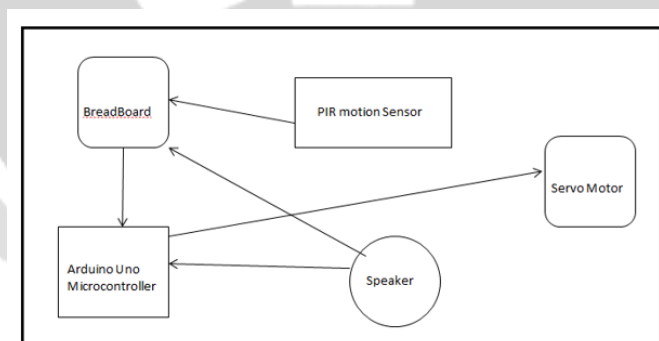 BreadBoard
PIR motion Sensor
Servo Motor
Arduino Uno
Microcontroller
Speaker